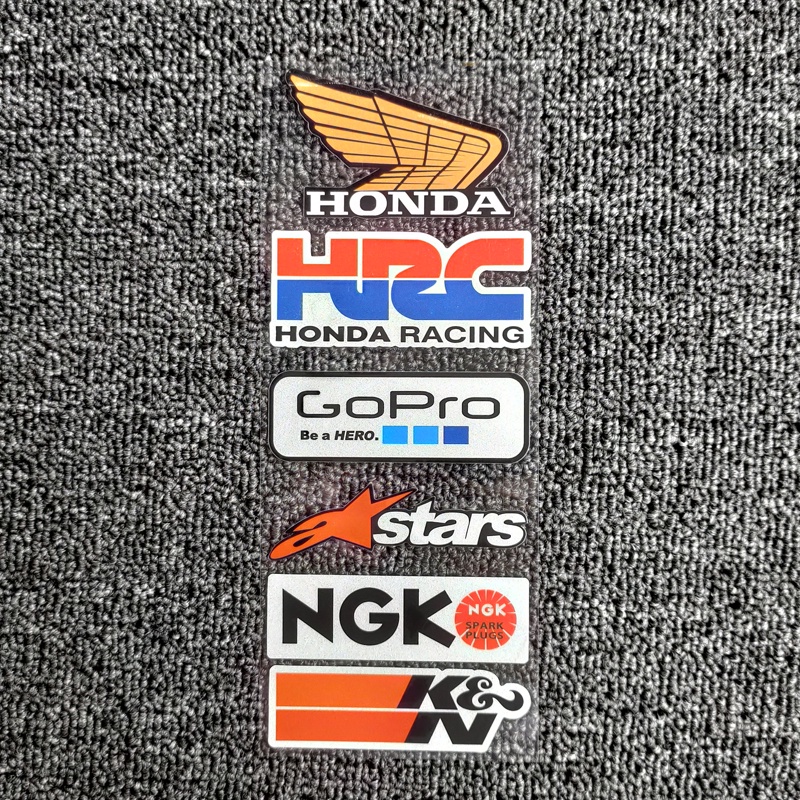 HONDA
HRC
HONDA RACING
GoPro
Be a HERO.
stars
NGK
NGK
SPARK
PLUGS
K&
N